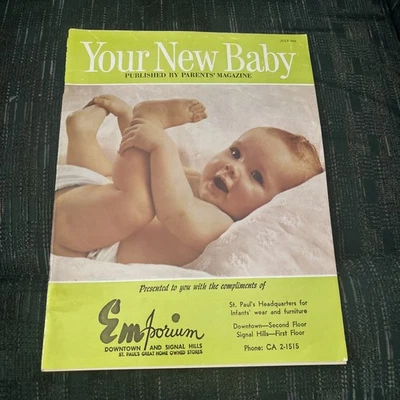 Your New Baby
PUBLISHED BY PARENTS' MAGAZINE
Presented to you with the compliments of
Emporium
DOWNTOWN AND SIGNAL HILLS
ST. PAUL'S GREAT HOME OWNED STORES
St. Paul's Headquarters for
Infants' wear and furniture
Downtown—Second Floor
Signal Hills—First Floor
Phone: CA 2-1515